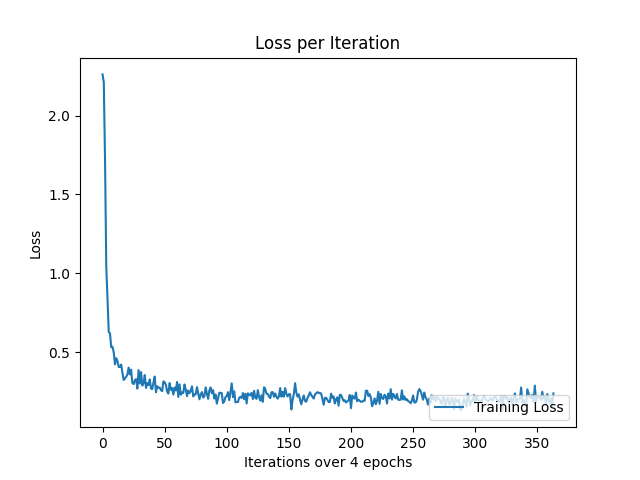 Loss per Iteration
Loss
2.0
1.5
1.0
0.5
0 50 100 150 200 250 300 350
Iterations over 4 epochs
Training Loss